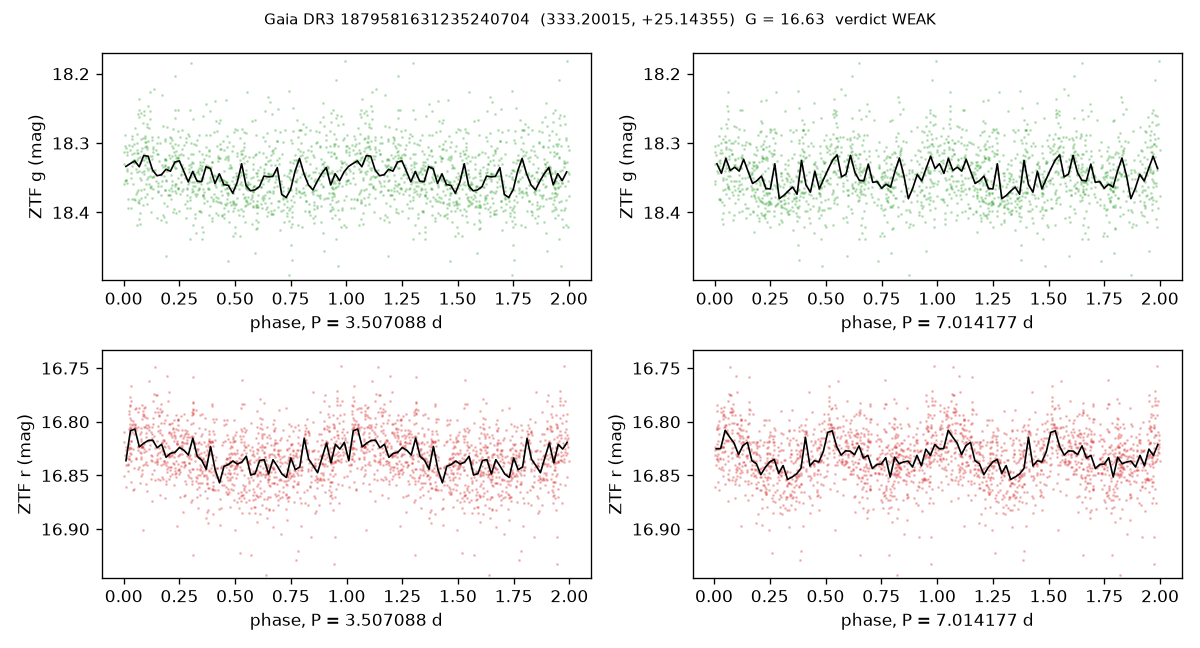 Gaia DR3 1879581631235240704 (333.20015, +25.14355) G = 16.63 verdict WEAK
ZTF g (mag)
18.2
18.3
18.4
0.00 0.25 0.50 0.75 1.00 1.25 1.50 1.75 2.00
phase, P = 3.507088 d
ZTF g (mag)
18.2
18.3
18.4
0.00 0.25 0.50 0.75 1.00 1.25 1.50 1.75 2.00
phase, P = 7.014177 d
ZTF r (mag)
16.75
16.80
16.85
16.90
0.00 0.25 0.50 0.75 1.00 1.25 1.50 1.75 2.00
phase, P = 3.507088 d
ZTF r (mag)
16.75
16.80
16.85
16.90
0.00 0.25 0.50 0.75 1.00 1.25 1.50 1.75 2.00
phase, P = 7.014177 d